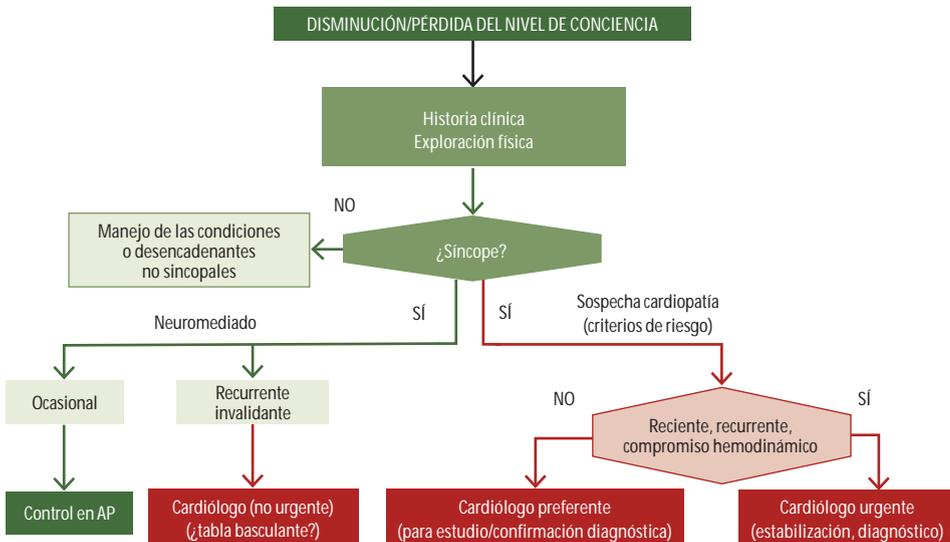 DISMINUCIÓN/PÉRDIDA DEL NIVEL DE CONCIENCIA
Historia clínica
Exploración física
NO
Manejo de las condiciones
o desencadenantes
no sincopales
¿Síncope?
SÍ
SÍ
Neuromediado
Sospecha cardiopatía
(criterios de riesgo)
Ocasional
Recurrente
invalidante
NO
SÍ
Reciente, recurrente,
compromiso hemodinámico
Control en AP
Cardiólogo (no urgente)
(¿tabla basculante?)
Cardiólogo preferente
(para estudio/confirmación diagnóstica)
Cardiólogo urgente
(estabilización, diagnóstico)